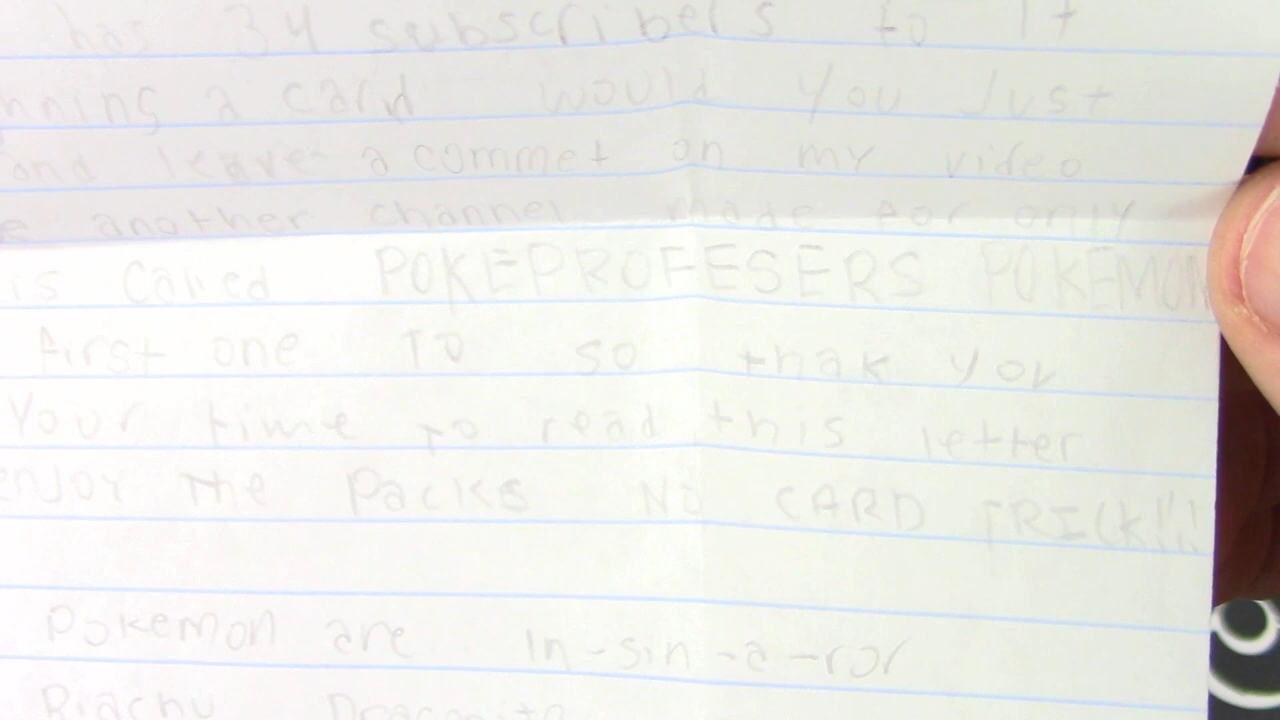 has 34 subscribers to it
nning a card would you Just
and leave a commet on my video
e another channel made for only
is called POKEPROFESERS POKEMON
first one To so thak you
Your time to read this letter
enjoy the Packs NO CARD TRICK!!!
Pokemon are In-sin-a-ror
Riachu